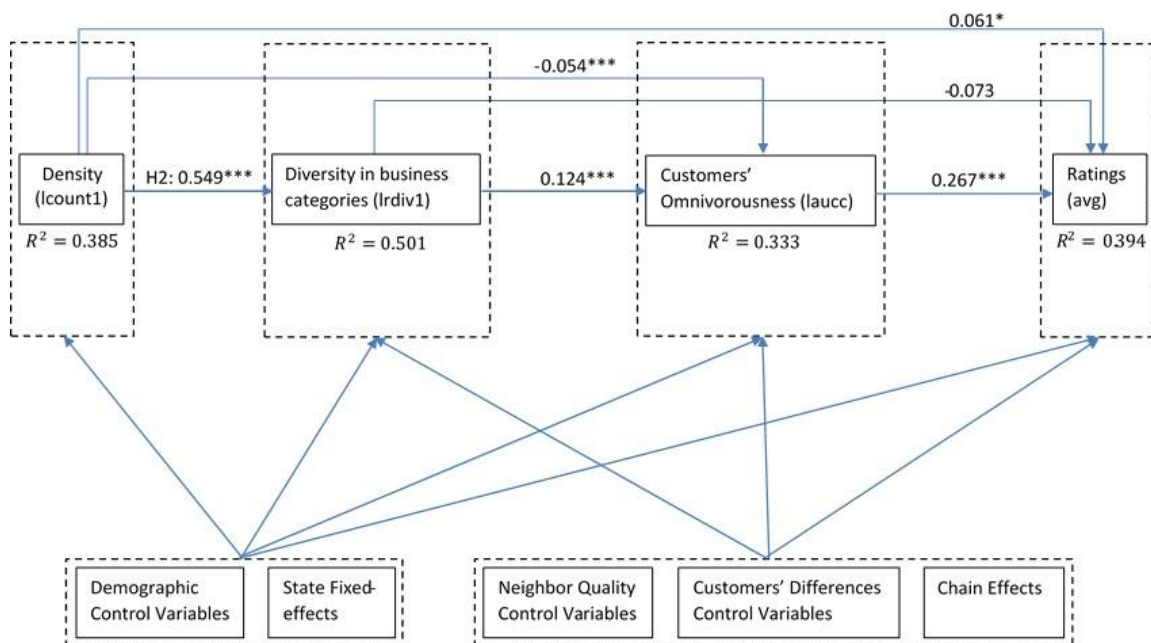 0.061*
-0.054***
-0.073
Density
(lcount1)
H2: 0.549***
Diversity in business
categories (lrdiv1)
0.124***
Customers’
Omnivorousness (laucc)
0.267***
Ratings
(avg)
R² = 0.385
R² = 0.501
R² = 0.333
R² = 0394
Demographic
Control Variables
State Fixed-
effects
Neighbor Quality
Control Variables
Customers’ Differences
Control Variables
Chain Effects